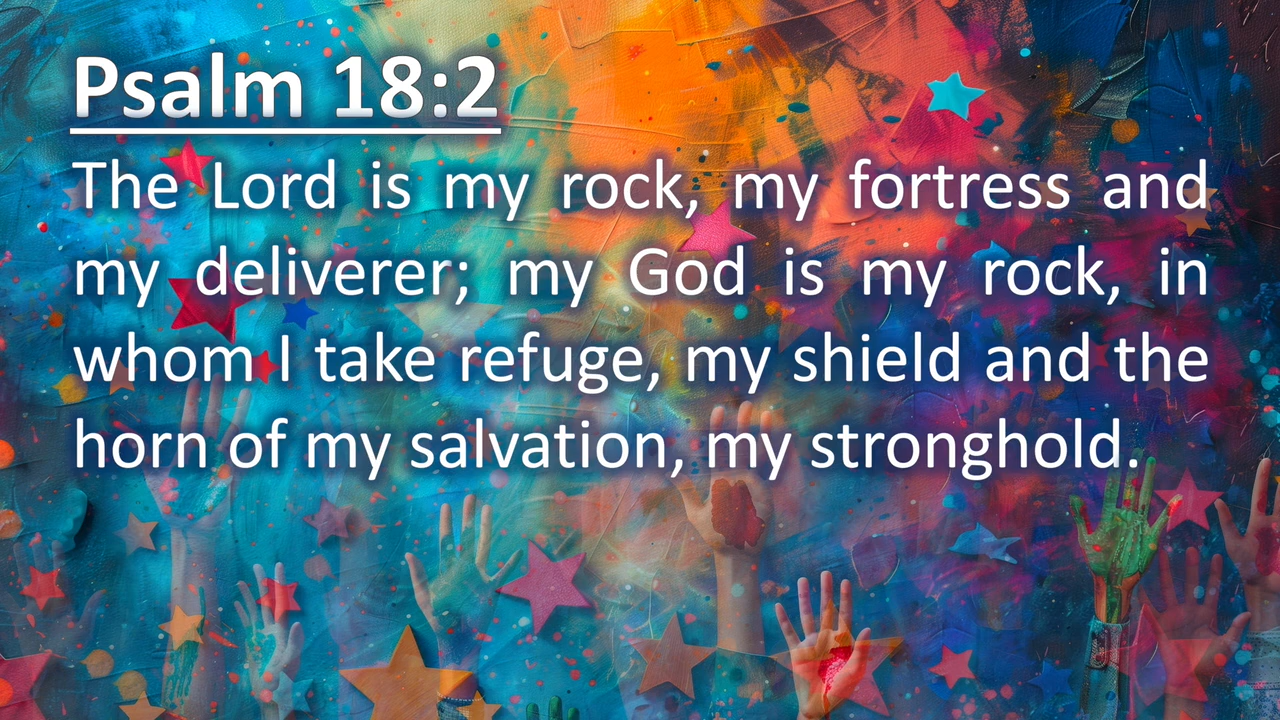 Psalm 18:2
The Lord is my rock, my fortress and
my deliverer; my God is my rock, in
whom I take refuge, my shield and the
horn of my salvation, my stronghold.